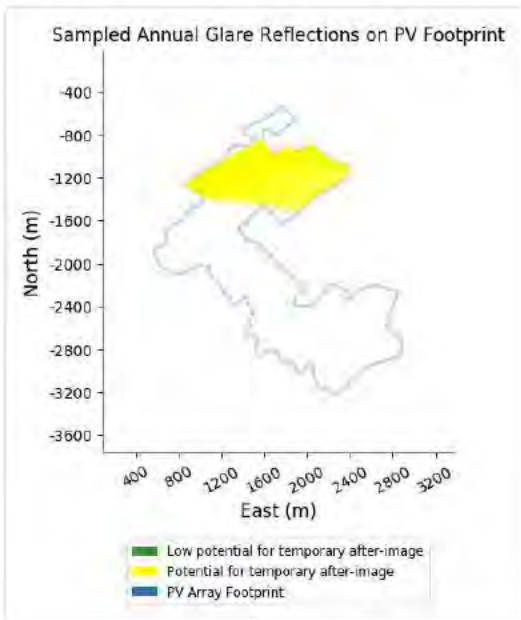 Sampled Annual Glare Reflections on PV Footprint
North (m)
-400
-800
-1200
-1600
-2000
-2400
-2800
-3200
-3600
400
800
1200
1600
2000
2400
2800
3200
East (m)
Low potential for temporary after-image
Potential for temporary after-image
PV Array Footprint